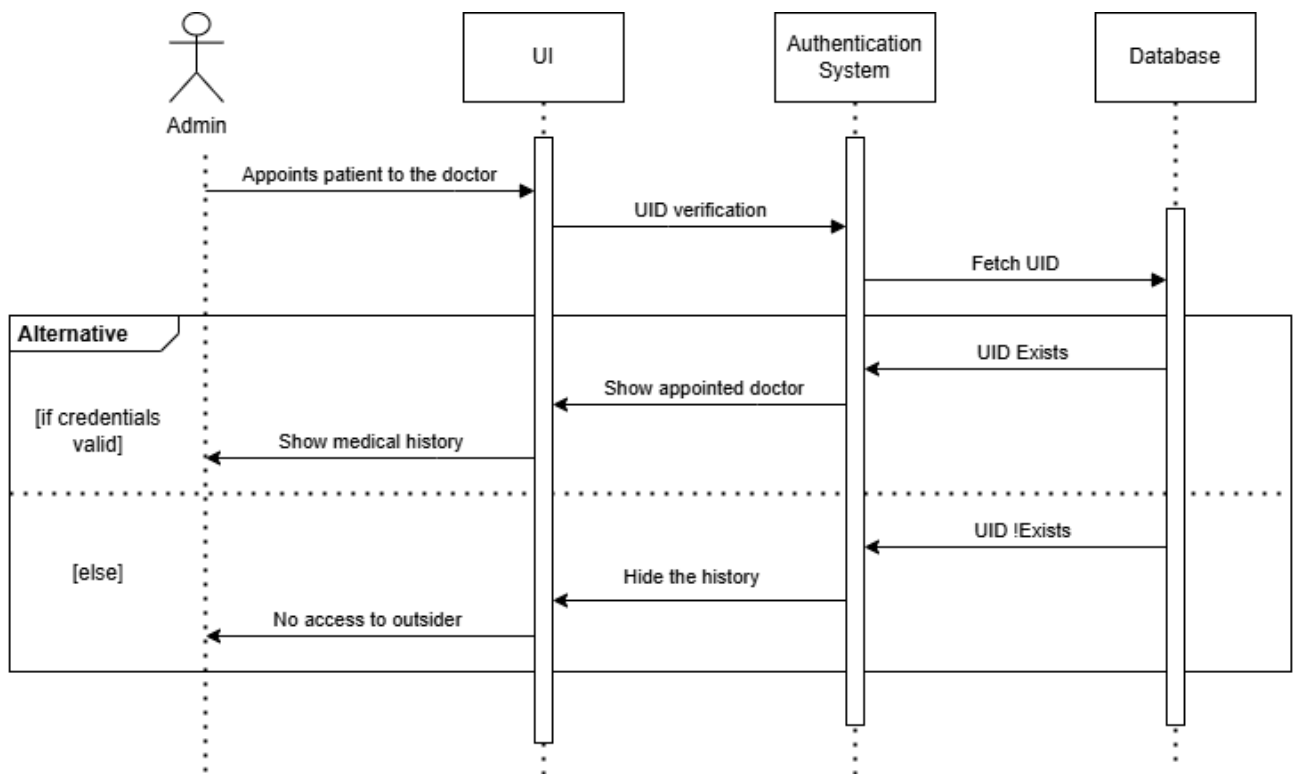 UI
Authentication
System
Database
Admin
Appoints patient to the doctor
UID verification
Fetch UID
Alternative
UID Exists
Show appointed doctor
[if credentials
valid]
Show medical history
UID !Exists
[else]
Hide the history
No access to outsider